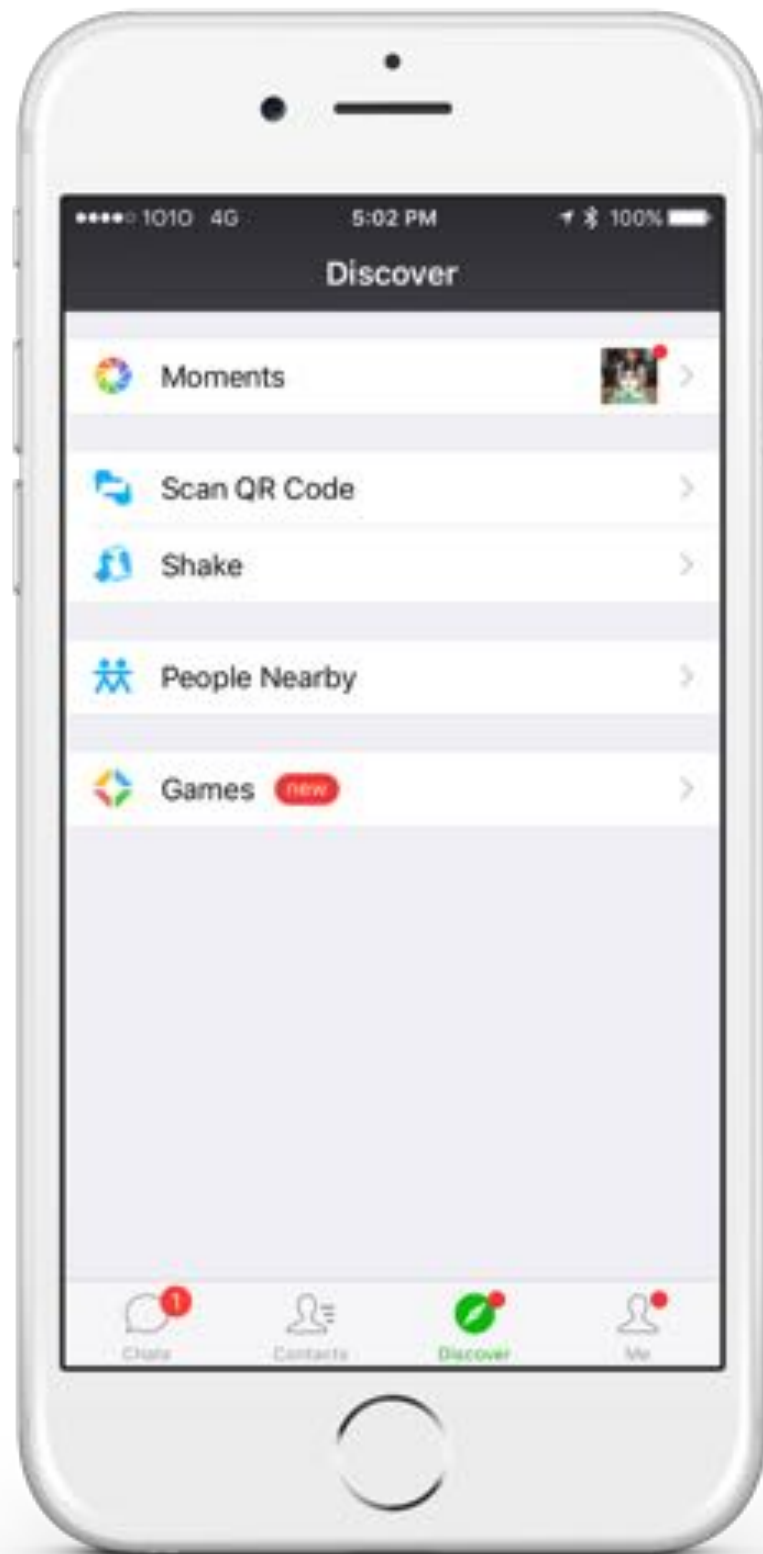 1O1O 4G 5:02 PM 100%
Discover
Moments
Scan QR Code
Shake
People Nearby
Games new
1
Chats Contacts Discover Me